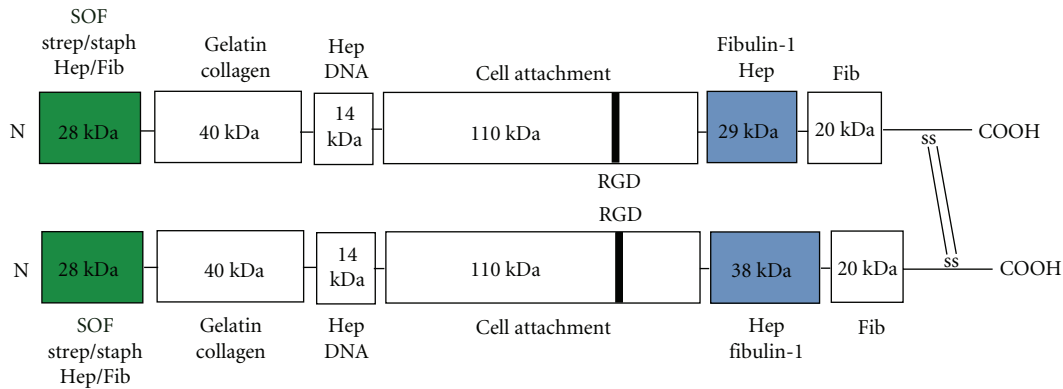 SOF
strep/staph
Hep/Fib
Gelatin
collagen
Hep
DNA
Cell attachment
Fibulin-1
Hep
Fib
N
28 kDa
40 kDa
14
kDa
110 kDa
29 kDa
20 kDa
ss
COOH
RGD
RGD
N
28 kDa
40 kDa
14
kDa
110 kDa
38 kDa
20 kDa
ss
COOH
SOF
strep/staph
Hep/Fib
Gelatin
collagen
Hep
DNA
Cell attachment
Hep
fibulin-1
Fib